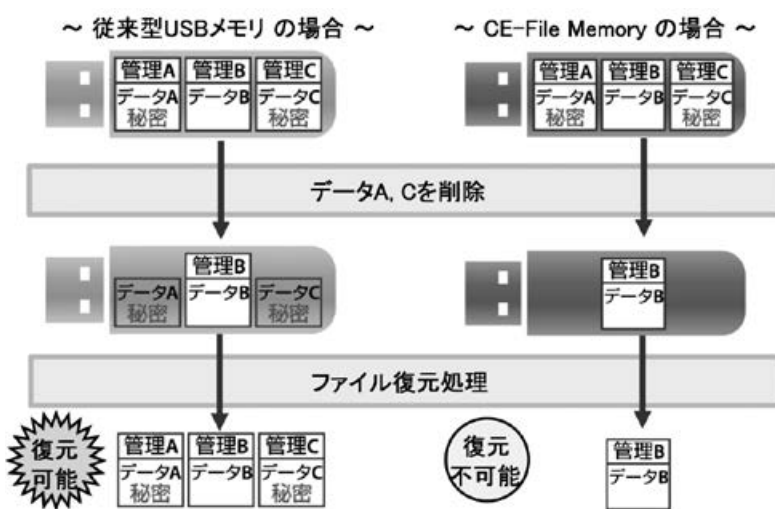 ～ 従来型USBメモリ の場合 ～
～ CE-File Memory の場合 ～
管理A 管理B 管理C
データA データB データC
秘密 秘密
管理A 管理B 管理C
データA データB データC
秘密 秘密
データA, Cを削除
管理B
データA データB データC
秘密 秘密
管理B
データB
ファイル復元処理
復元
可能
管理A 管理B 管理C
データA データB データC
秘密 秘密
復元
不可能
管理B
データB